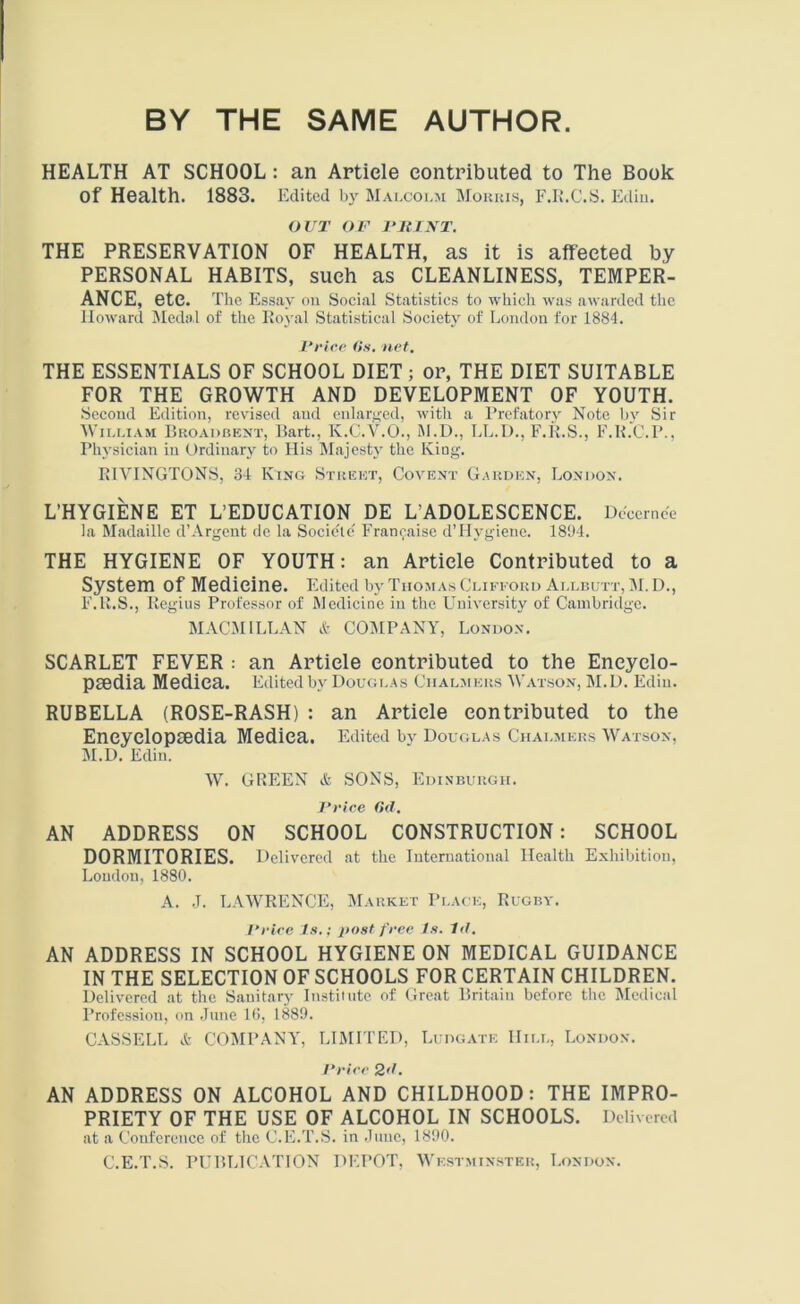 BY THE SAME AUTHOR.
HEALTH AT SCHOOL: an Article contributed to The Book
of Health. 1883. Edited by Malcolm Morris, F.R.C.S. Edin.
OUT OF PRINT.
THE PRESERVATION OF HEALTH, as it is affected by
PERSONAL HABITS, such as CLEANLINESS, TEMPER-
ANCE, etc. The Essay on Social Statistics to which was awarded the
Howard Medal of the Royal Statistical Society of London for 1884.
Price 6s. net.
THE ESSENTIALS OF SCHOOL DIET; or, THE DIET SUITABLE
FOR THE GROWTH AND DEVELOPMENT OF YOUTH.
Second Edition, revised and enlarged, with a Prefatory Note by Sir
William Broadbent, Bart., K.C.V.O., M.D., LL.D., F.R.S., F.R.C.P.,
Physician in Ordinary to His Majesty the King.
RIVINGTONS, 34 King Street, Covent Garden, London.
L'HYGIÈNE ET L'EDUCATION DE L'ADOLESCENCE. Décernée
la Madaille d'Argent de la Société Française d'Hygiene. 1894.
THE HYGIENE OF YOUTH: an Article Contributed to a
System of Medicine. Edited by Thomas Clifford Allbutt, M.D.,
F.R.S., Regius Professor of Medicine in the University of Cambridge.
MACMILLAN & COMPANY, London.
SCARLET FEVER: an Article contributed to the Encyclo-
pædia Medica. Edited by Douglas Chalmers Watson, M.D. Edin.
RUBELLA (ROSE-RASH): an Article contributed to the
Encyclopædia Medica. Edited by Douglas Chalmers Watson,
M.D. Edin.
W. GREEN & SONS, Edinburgh.
Price 6d.
AN ADDRESS ON SCHOOL CONSTRUCTION: SCHOOL
DORMITORIES. Delivered at the International Health Exhibition,
London, 1880.
A. J. LAWRENCE, Market Place, Rugby.
Price 1s.; post free 1s. 1d.
AN ADDRESS IN SCHOOL HYGIENE ON MEDICAL GUIDANCE
IN THE SELECTION OF SCHOOLS FOR CERTAIN CHILDREN.
Delivered at the Sanitary Institute of Great Britain before the Medical
Profession, on June 16, 1889.
CASSELL & COMPANY, LIMITED, Ludgate Hill, London.
Price 2d.
AN ADDRESS ON ALCOHOL AND CHILDHOOD: THE IMPRO-
PRIETY OF THE USE OF ALCOHOL IN SCHOOLS. Delivered
at a Conference of the C.E.T.S. in June, 1890.
C.E.T.S. PUBLICATION DEPOT, Westminster, London.